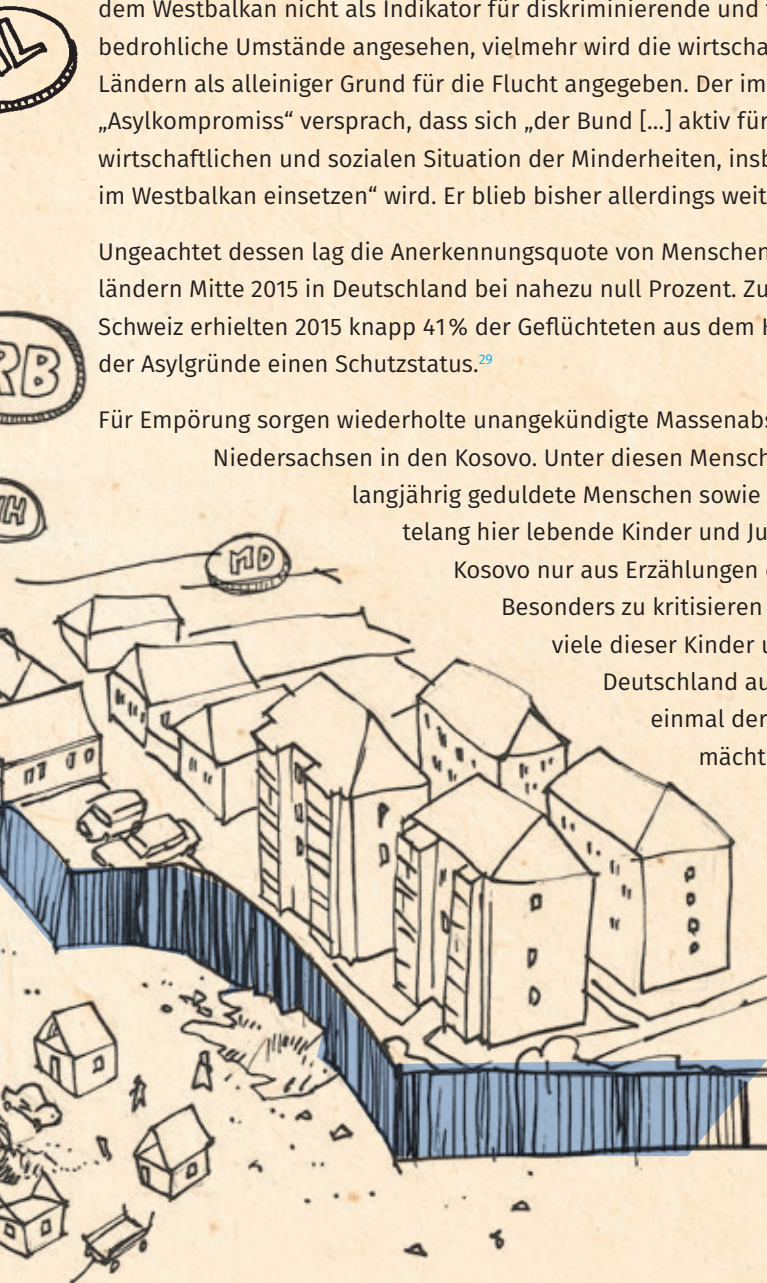 dem Westbalkan nicht als Indikator für diskriminierende und
bedrohliche Umstände angesehen, vielmehr wird die wirtscha
Ländern als alleiniger Grund für die Flucht angegeben. Der im
„Asylkompromiss“ versprach, dass sich „der Bund [...] aktiv für
wirtschaftlichen und sozialen Situation der Minderheiten, insb
im Westbalkan einsetzen“ wird. Er blieb bisher allerdings weit
Ungeachtet dessen lag die Anerkennungsquote von Menschen
ländern Mitte 2015 in Deutschland bei nahezu null Prozent. Zu
Schweiz erhielten 2015 knapp 41% der Geflüchteten aus dem
RB
der Asylgründe einen Schutzstatus.29
Für Empörung sorgen wiederholte unangekündigte Massenabs
Niedersachsen in den Kosovo. Unter diesen Mensch
langjährig geduldete Menschen sowie
IH
telang hier lebende Kinder und Ju
MD
Kosovo nur aus Erzählungen
Besonders zu kritisieren
viele dieser Kinder u
Deutschland au
einmal der
mächt